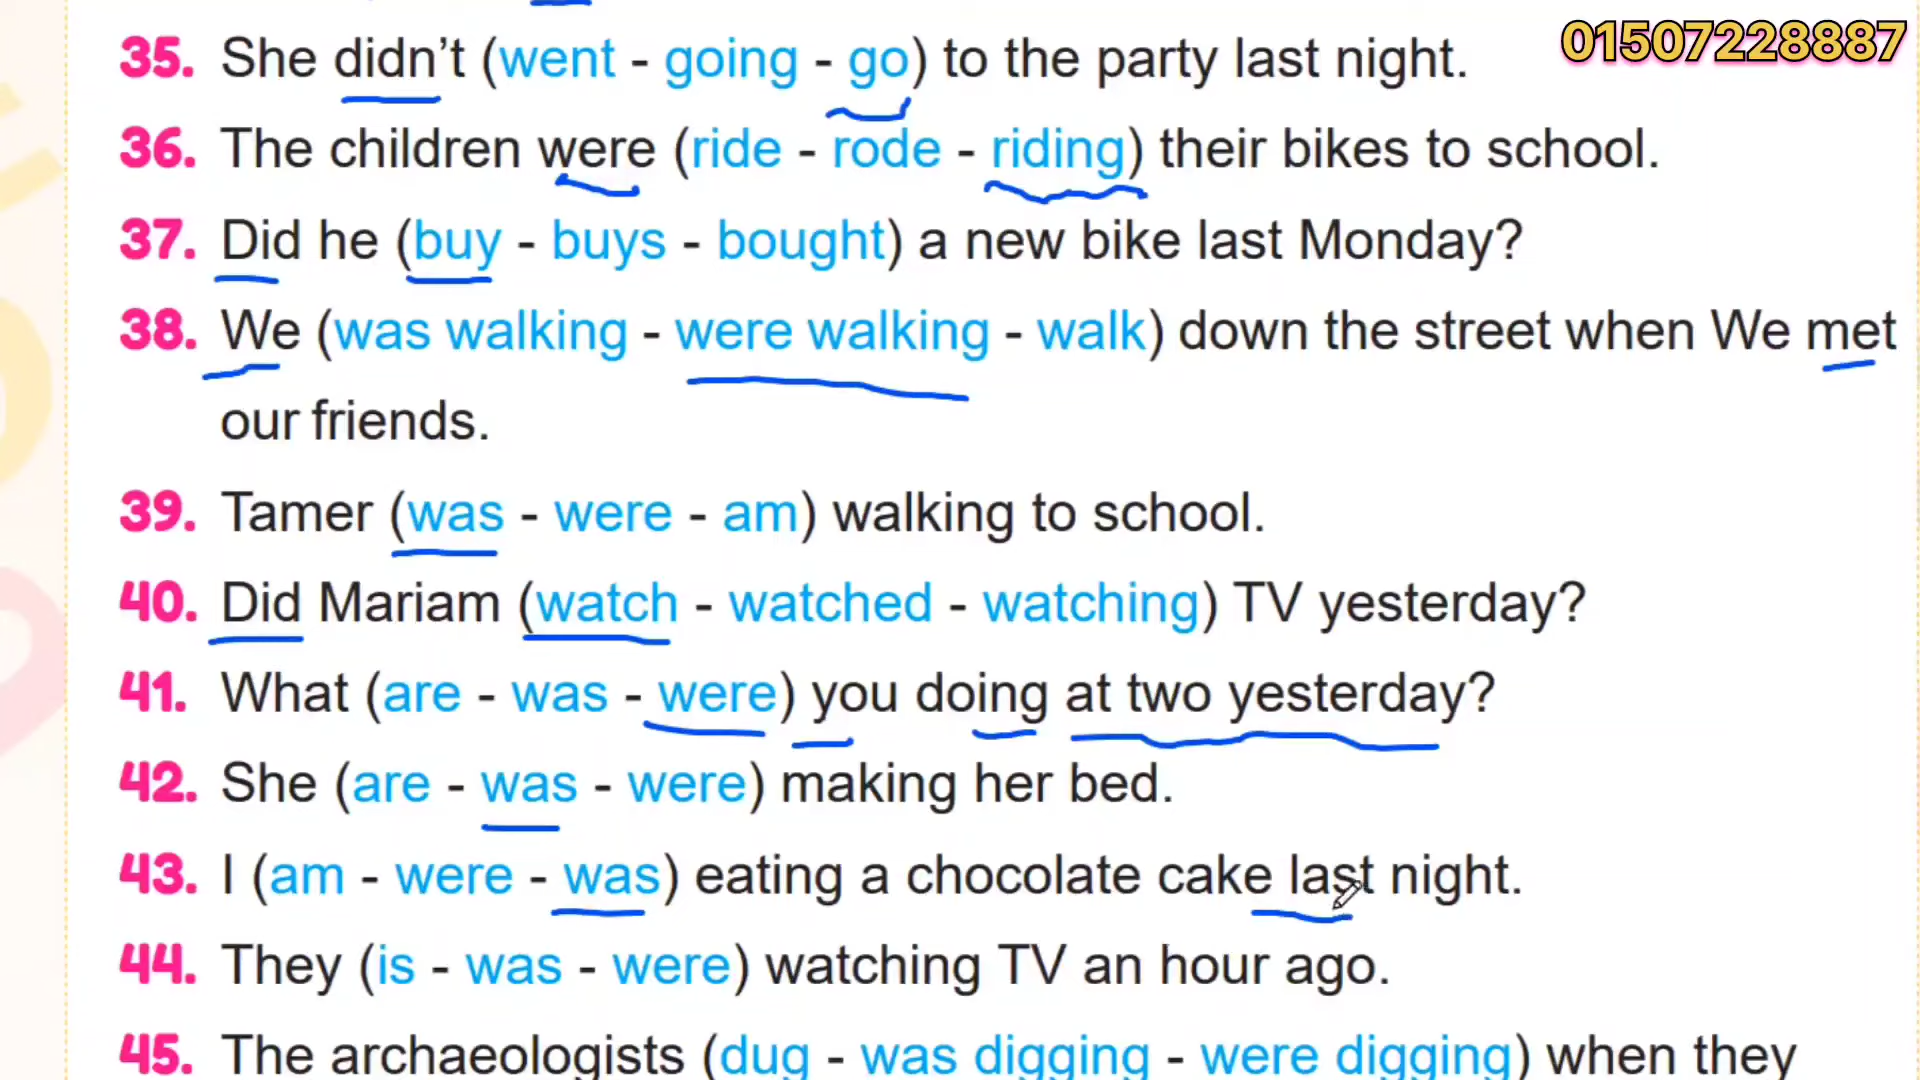 01507228887
35. She didn't (went - going - go) to the party last night.
36. The children were (ride - rode - riding) their bikes to school.
37. Did he (buy - buys - bought) a new bike last Monday?
38. We (was walking - were walking - walk) down the street when We met
our friends.
39. Tamer (was - were - am) walking to school.
40. Did Mariam (watch - watched - watching) TV yesterday?
41. What (are - was - were) you doing at two yesterday?
42. She (are - was - were) making her bed.
43. I (am - were - was) eating a chocolate cake last night.
44. They (is - was - were) watching TV an hour ago.
45. The archaeologists (dug - was digging - were digging) when they